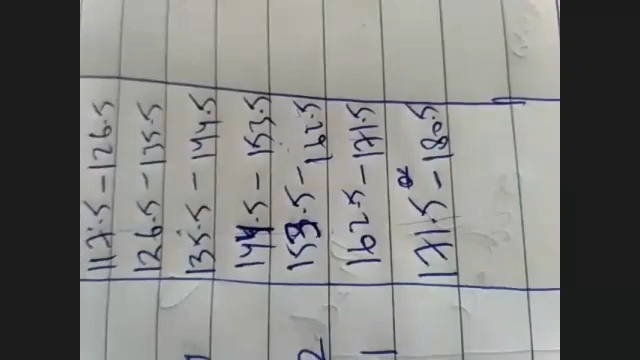 117.5 - 126.5
126.5 - 135.5
135.5 - 144.5
144.5 - 153.5
153.5 - 162.5
162.5 - 171.5 1
171.5 - 180.5